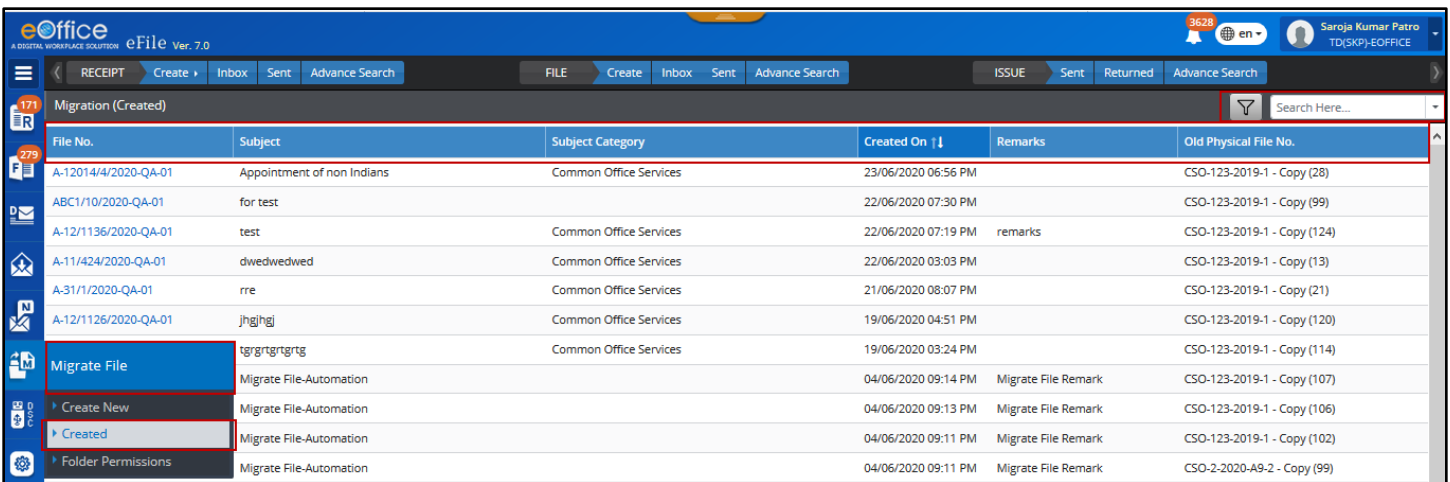 eOffice
A DIGITAL WORKPLACE SOLUTION eFile Ver. 7.0
3628 en Saroja Kumar Patro
TD(SKP)-EOFFICE
RECEIPT Create Inbox Sent Advance Search FILE Create Inbox Sent Advance Search ISSUE Sent Returned Advance Search
171 R Migration (Created) Search Here...
File No. Subject Subject Category Created On Remarks Old Physical File No.
279 F A-12014/4/2020-QA-01 Appointment of non Indians Common Office Services 23/06/2020 06:56 PM CSO-123-2019-1 - Copy (28)
D ABC1/10/2020-QA-01 for test 22/06/2020 07:30 PM CSO-123-2019-1 - Copy (99)
A-12/1136/2020-QA-01 test Common Office Services 22/06/2020 07:19 PM remarks CSO-123-2019-1 - Copy (124)
A-11/424/2020-QA-01 dwedwedwed Common Office Services 22/06/2020 03:03 PM CSO-123-2019-1 - Copy (13)
A-31/1/2020-QA-01 rre Common Office Services 21/06/2020 08:07 PM CSO-123-2019-1 - Copy (21)
N A-12/1126/2020-QA-01 jhgjhgj Common Office Services 19/06/2020 04:51 PM CSO-123-2019-1 - Copy (120)
tgrgrtgrtgrtg Common Office Services 19/06/2020 03:24 PM CSO-123-2019-1 - Copy (114)
M Migrate File
Migrate File-Automation 04/06/2020 09:14 PM Migrate File Remark CSO-123-2019-1 - Copy (107)
DSC Create New Migrate File-Automation 04/06/2020 09:13 PM Migrate File Remark CSO-123-2019-1 - Copy (106)
Created Migrate File-Automation 04/06/2020 09:11 PM Migrate File Remark CSO-123-2019-1 - Copy (102)
Folder Permissions Migrate File-Automation 04/06/2020 09:11 PM Migrate File Remark CSO-2-2020-A9-2 - Copy (99)